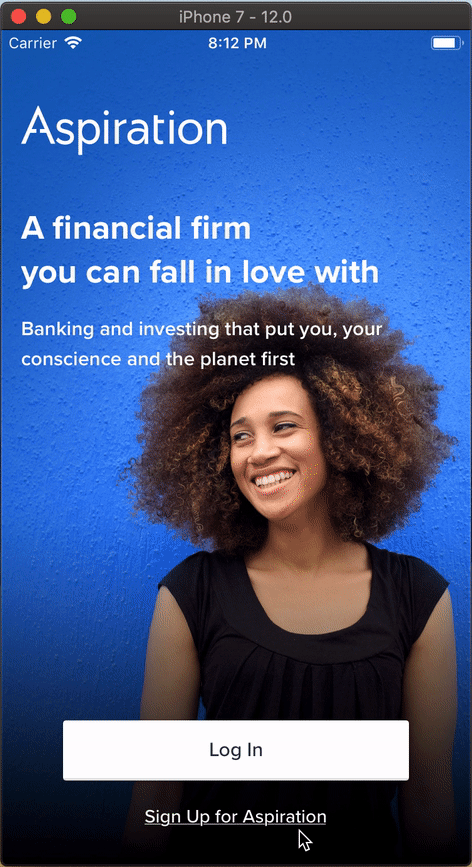 iPhone 7 - 12.0
Carrier 8:12 PM
Aspiration
A financial firm
you can fall in love with
Banking and investing that put you, your
conscience and the planet first
Log In
Sign Up for Aspiration